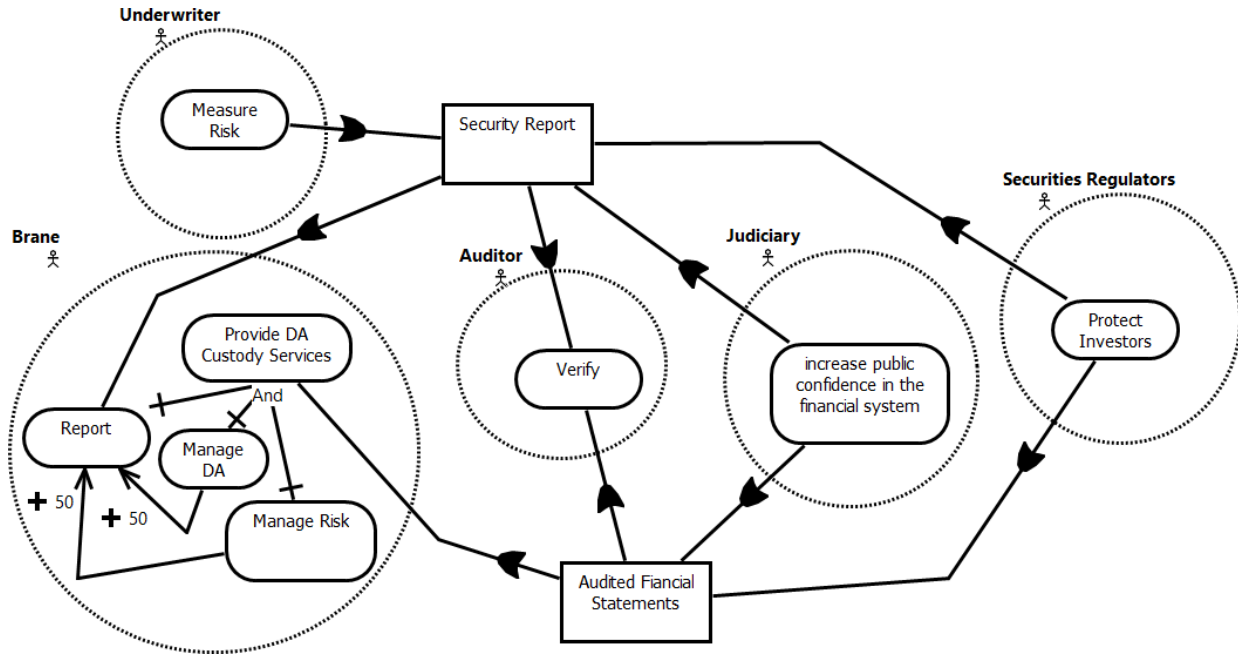 Underwriter
Measure
Risk
Security Report
Securities Regulators
Brane
Auditor
Judiciary
Provide DA
Custody Services
Protect
Investors
Verify
increase public
confidence in the
financial system
And
Report
Manage
DA
+ 50
+ 50
Manage Risk
Audited Fiancial
Statements